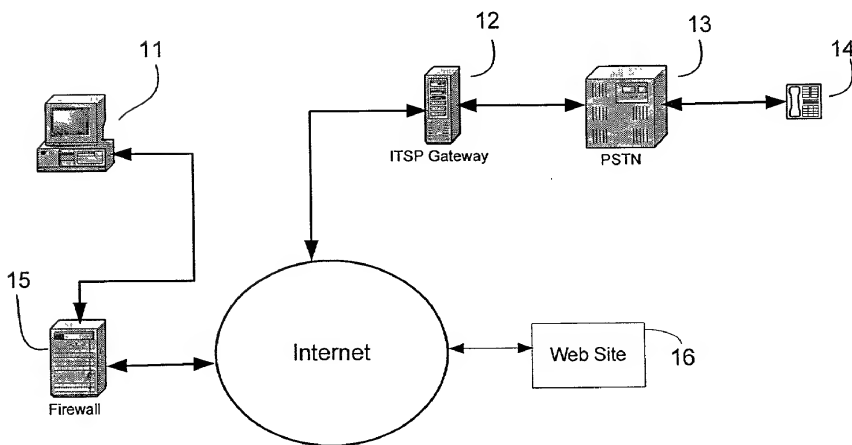 11
12
13
14
ITSP Gateway
PSTN
15
Internet
Web Site
16
Firewall